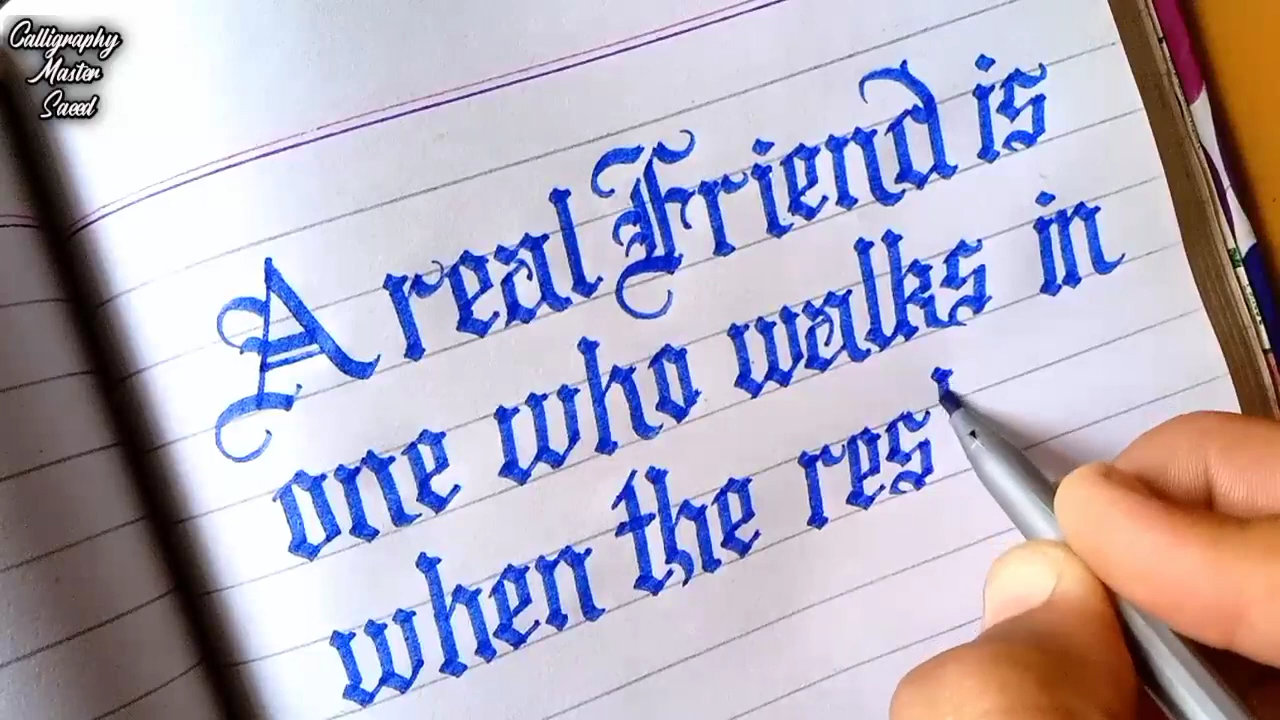 Calligraphy
Master
Saeed
A real Friend is
one who walks in
when the res